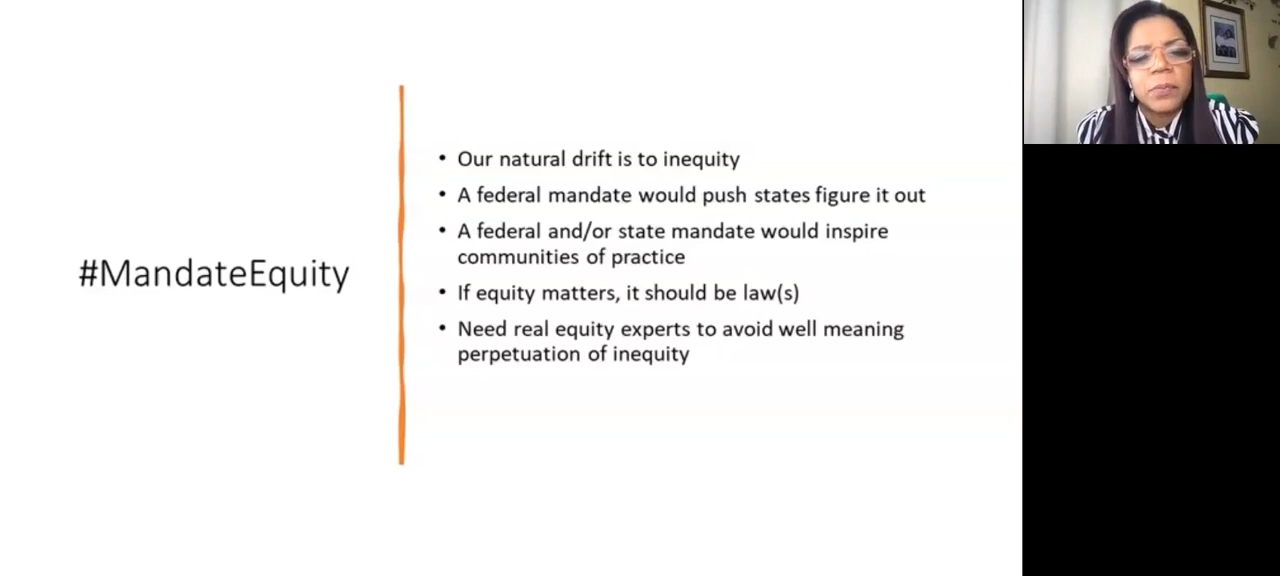 #MandateEquity
• Our natural drift is to inequity
• A federal mandate would push states figure it out
• A federal and/or state mandate would inspire
communities of practice
• If equity matters, it should be law(s)
• Need real equity experts to avoid well meaning
perpetuation of inequity